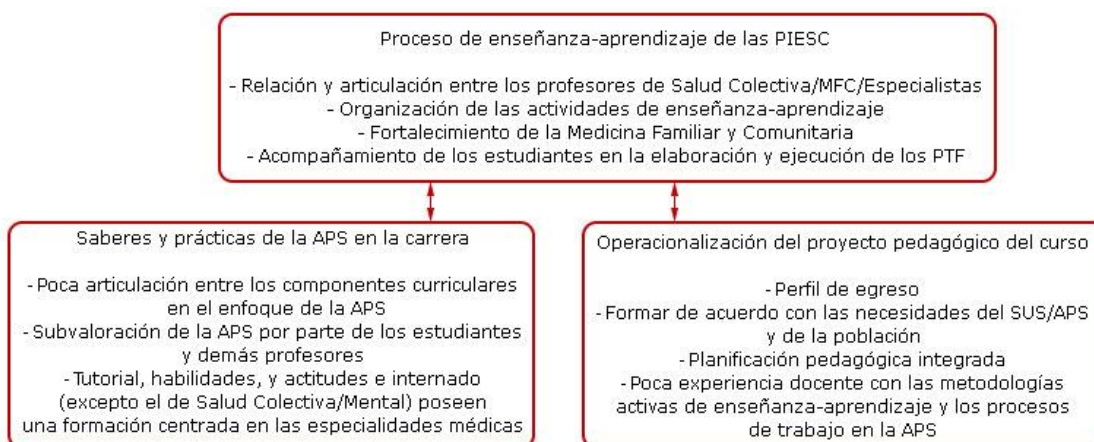 Proceso de enseñanza-aprendizaje de las PIESC
- Relación y articulación entre los profesores de Salud Colectiva/MFC/Especialistas
- Organización de las actividades de enseñanza-aprendizaje
- Fortalecimiento de la Medicina Familiar y Comunitaria
- Acompañamiento de los estudiantes en la elaboración y ejecución de los PTF
Saberes y prácticas de la APS en la carrera
-Poca articulación entre los componentes curriculares
en el enfoque de la APS
-Subvaloración de la APS por parte de los estudiantes
y demás profesores
-Tutorial, habilidades, y actitudes e internado
(excepto el de Salud Colectiva/Mental) poseen
una formación centrada en las especialidades médicas
Operacionalización del proyecto pedagógico del curso
-Perfil de egreso
-Formar de acuerdo con las necesidades del SUS/APS
y de la población
-Planificación pedagógica integrada
-Poca experiencia docente con las metodologías
activas de enseñanza-aprendizaje y los procesos
de trabajo en la APS